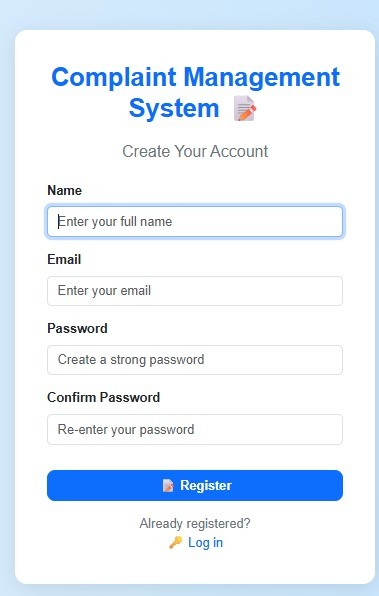 Complaint Management
System 📝
Create Your Account
Name
Enter your full name
Email
Enter your email
Password
Create a strong password
Confirm Password
Re-enter your password
📝 Register
Already registered?
🔑 Log in